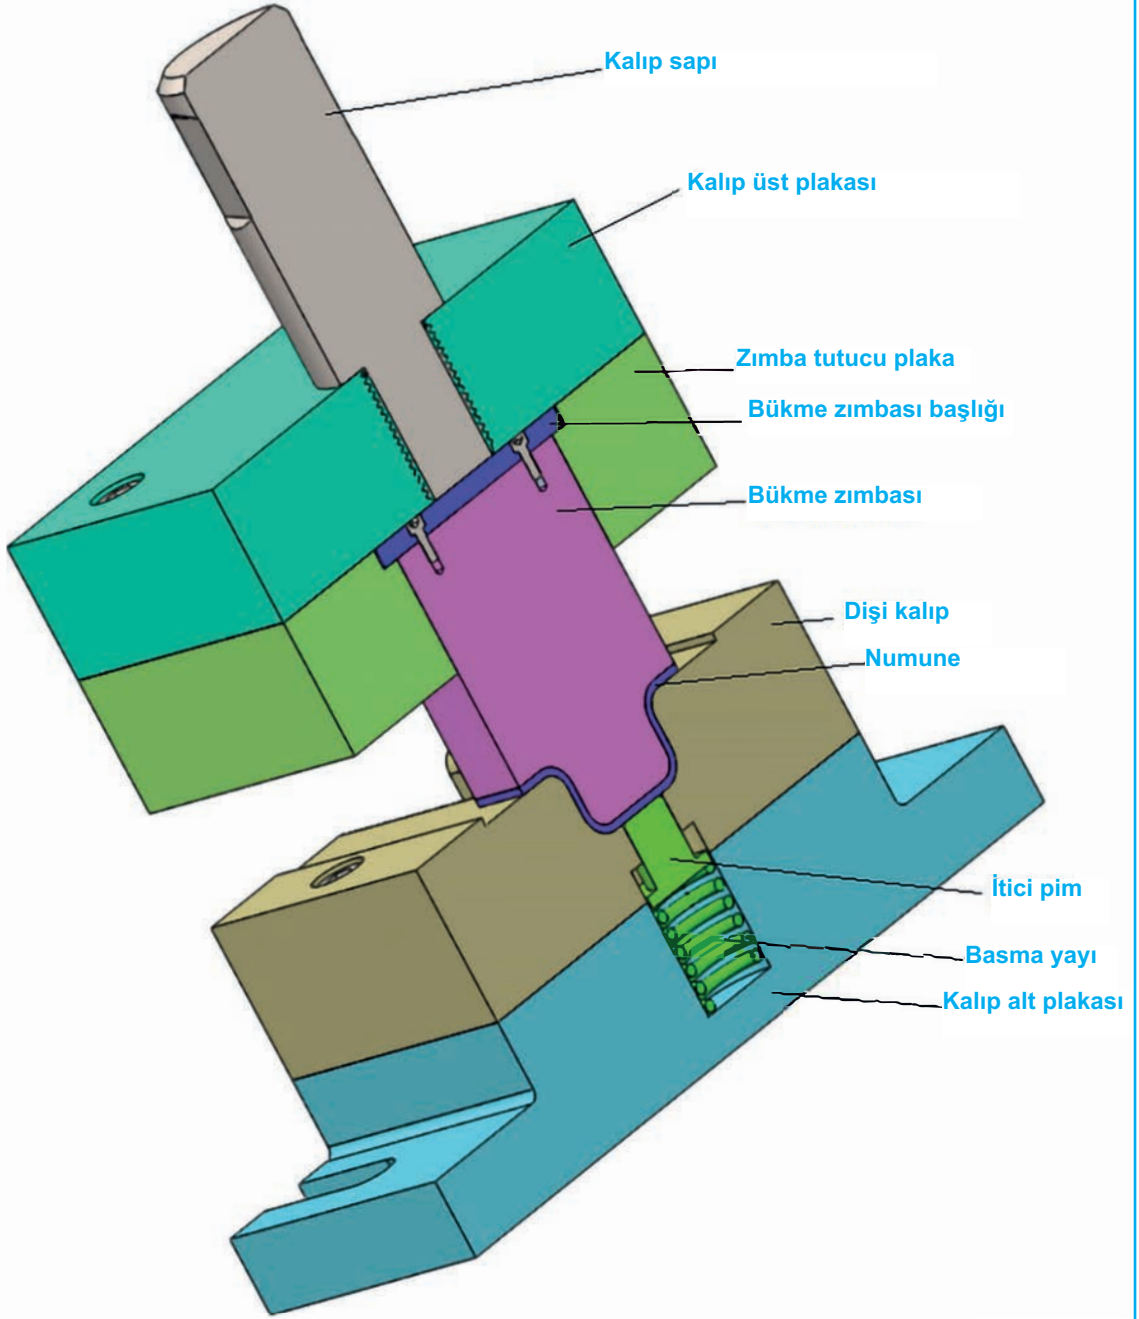 Kalıp sapı
Kalıp üst plakası
Zımba tutucu plaka
Bükme zımbası başlığı
Bükme zımbası
Dişi kalıp
Numune
İtici pim
Basma yayı
Kalıp alt plakası